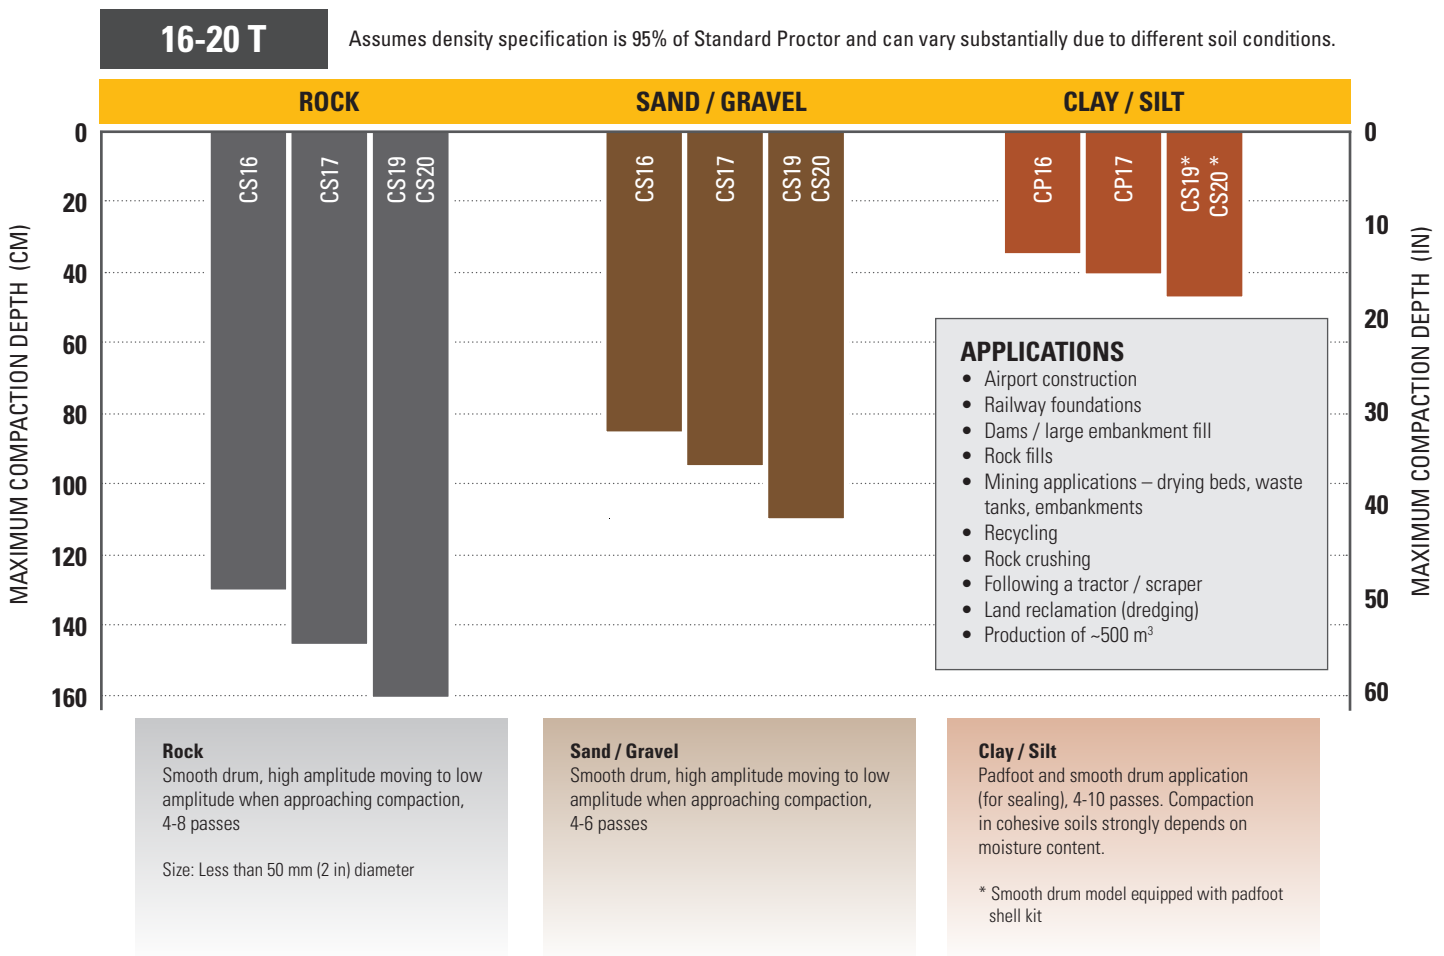 16-20 T
Assumes density specification is 95% of Standard Proctor and can vary substantially due to different soil conditions.
ROCK
SAND / GRAVEL
CLAY / SILT
MAXIMUM COMPACTION DEPTH (CM)
0
20
40
60
80
100
120
140
160
CS16
CS17
CS19
CS20
CS16
CS17
CS19
CS20
CP16
CP17
CS19*
CS20 *
0
10
20
30
40
50
60
MAXIMUM COMPACTION DEPTH (IN)
APPLICATIONS
• Airport construction
• Railway foundations
• Dams / large embankment fill
• Rock fills
• Mining applications – drying beds, waste
tanks, embankments
• Recycling
• Rock crushing
• Following a tractor / scraper
• Land reclamation (dredging)
• Production of ~500 m³
Rock
Smooth drum, high amplitude moving to low
amplitude when approaching compaction,
4-8 passes
Size: Less than 50 mm (2 in) diameter
Sand / Gravel
Smooth drum, high amplitude moving to low
amplitude when approaching compaction,
4-6 passes
Clay / Silt
Padfoot and smooth drum application
(for sealing), 4-10 passes. Compaction
in cohesive soils strongly depends on
moisture content.
* Smooth drum model equipped with padfoot
shell kit